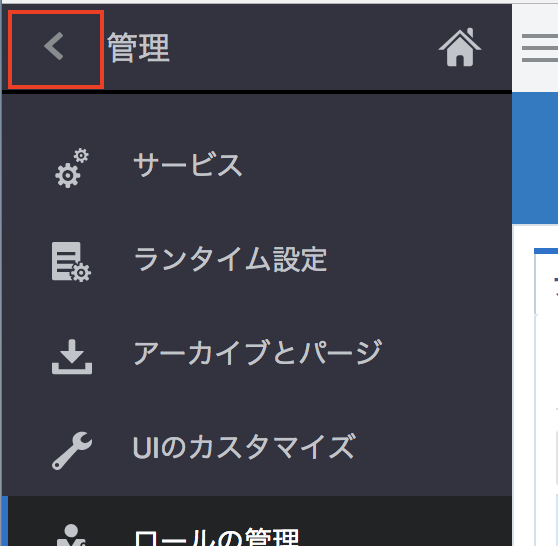 管理
サービス
ランタイム設定
アーカイブとパージ
UIのカスタマイズ
ロールの管理